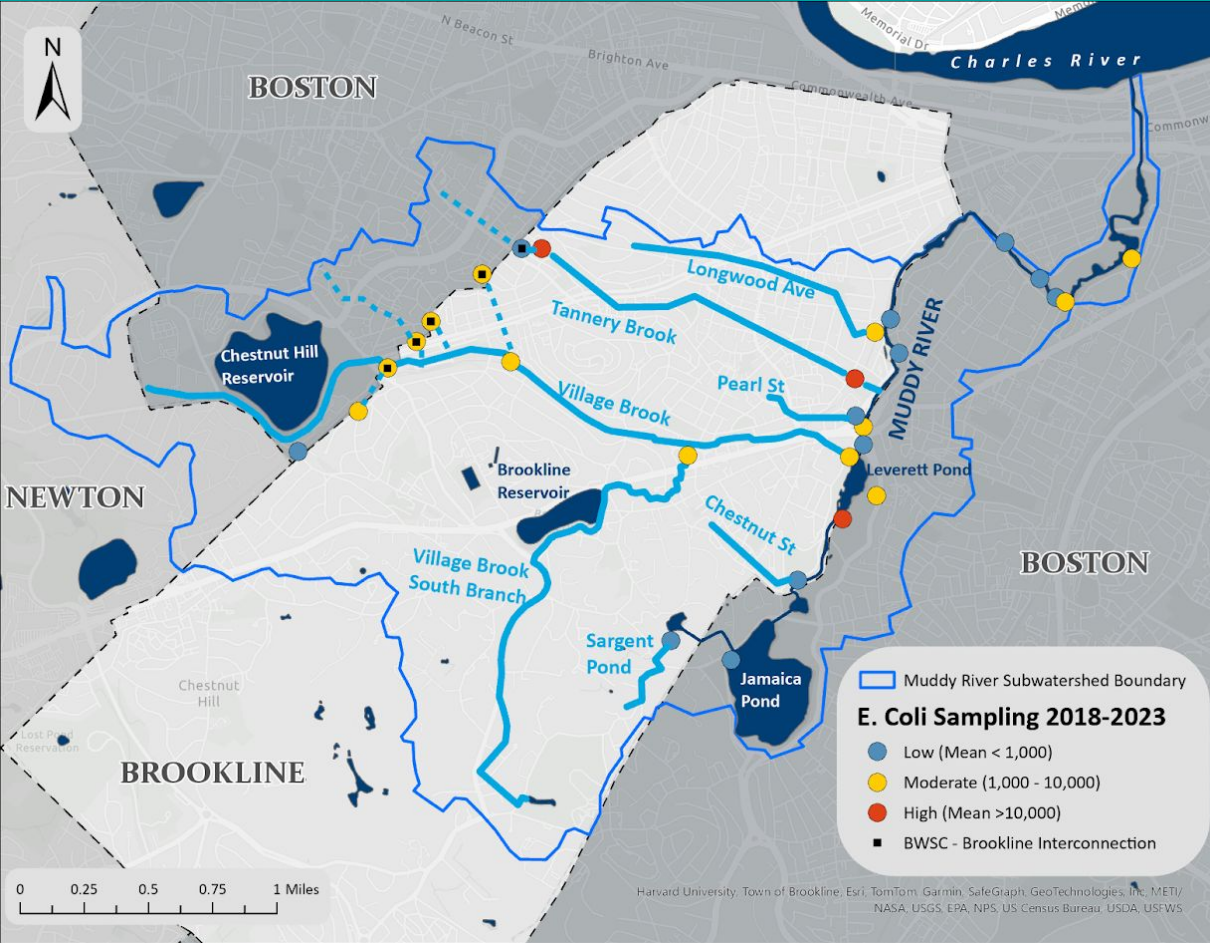 N
BOSTON
N Beacon St
Brighton Ave
Memorial Dr
Charles River
Commonwealth Ave
Longwood Ave
Tannery Brook
Chestnut Hill
Reservoir
Pearl St
MUDDY RIVER
Village Brook
Leverett Pond
NEWTON
Brookline
Reservoir
Chestnut St
BOSTON
Village Brook
South Branch
Sargent
Pond
Jamaica
Pond
Chestnut
Hill
Lost Pond
Reservation
BROOKLINE
Muddy River Subwatershed Boundary
E. Coli Sampling 2018-2023
Low (Mean < 1,000)
Moderate (1,000 - 10,000)
High (Mean >10,000)
BWSC - Brookline Interconnection
0 0.25 0.5 0.75 1 Miles
Harvard University, Town of Brookline, Esri, TomTom, Garmin, SafeGraph, GeoTechnologies, Inc, METI/
NASA, USGS, EPA, NPS, US Census Bureau, USDA, USFWS